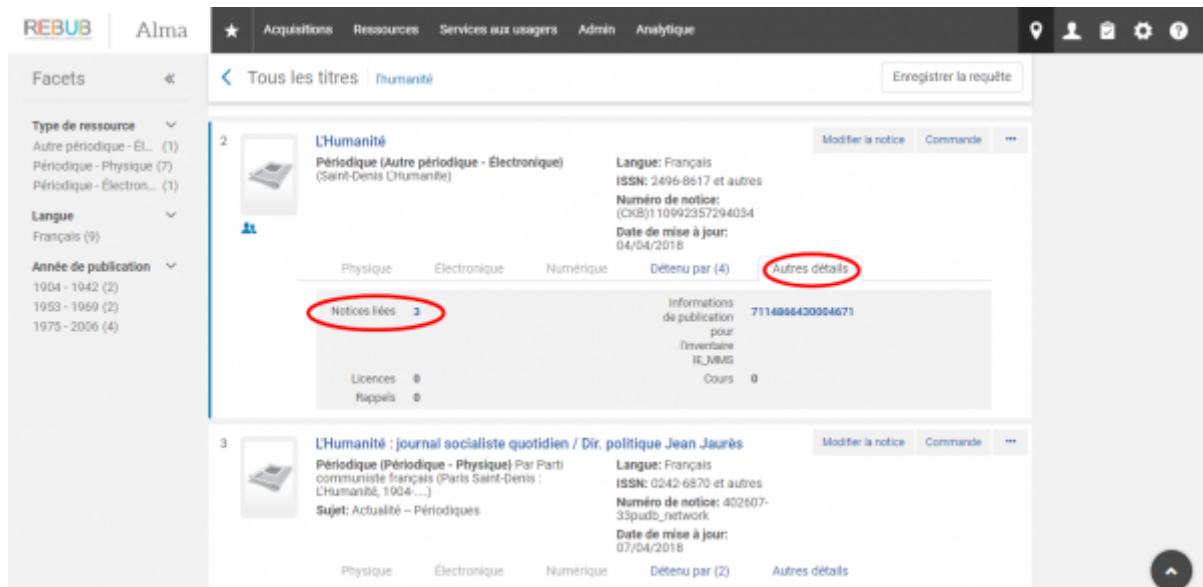 REBUB Alma
★ Acquisitions Ressources Services aux usagers Admin Analytique
Facets «
Tous les titres l'humanité
Enregistrer la requête
Type de ressource
Autre périodique - Él... (1)
Périodique - Physique (7)
Périodique - Électron... (1)
Langue
Français (9)
Année de publication
1904 - 1942 (2)
1953 - 1969 (2)
1975 - 2006 (4)
2
L'Humanité
Modifier la notice Commande ···
Périodique (Autre périodique - Électronique)
(Saint-Denis L'Humanite)
Langue: Français
ISSN: 2496-8617 et autres
Numéro de notice:
(CKB)110992357294034
Date de mise à jour:
04/04/2018
Physique Électronique Numérique Détenu par (4) Autres détails
Notices liées 3
Informations
de publication
pour
l'inventaire
IE_MMS
7114866430004671
Licences 0
Cours 0
Rappels 0
3
L'Humanité : journal socialiste quotidien / Dir. politique Jean Jaurès
Modifier la notice Commande ···
Périodique (Périodique - Physique) Par Parti
communiste français (Paris Saint-Denis :
L'Humanité, 1904-....)
Sujet: Actualité -- Périodiques
Langue: Français
ISSN: 0242-6870 et autres
Numéro de notice: 402607-
33pudb_network
Date de mise à jour:
07/04/2018
Physique Électronique Numérique Détenu par (2) Autres détails